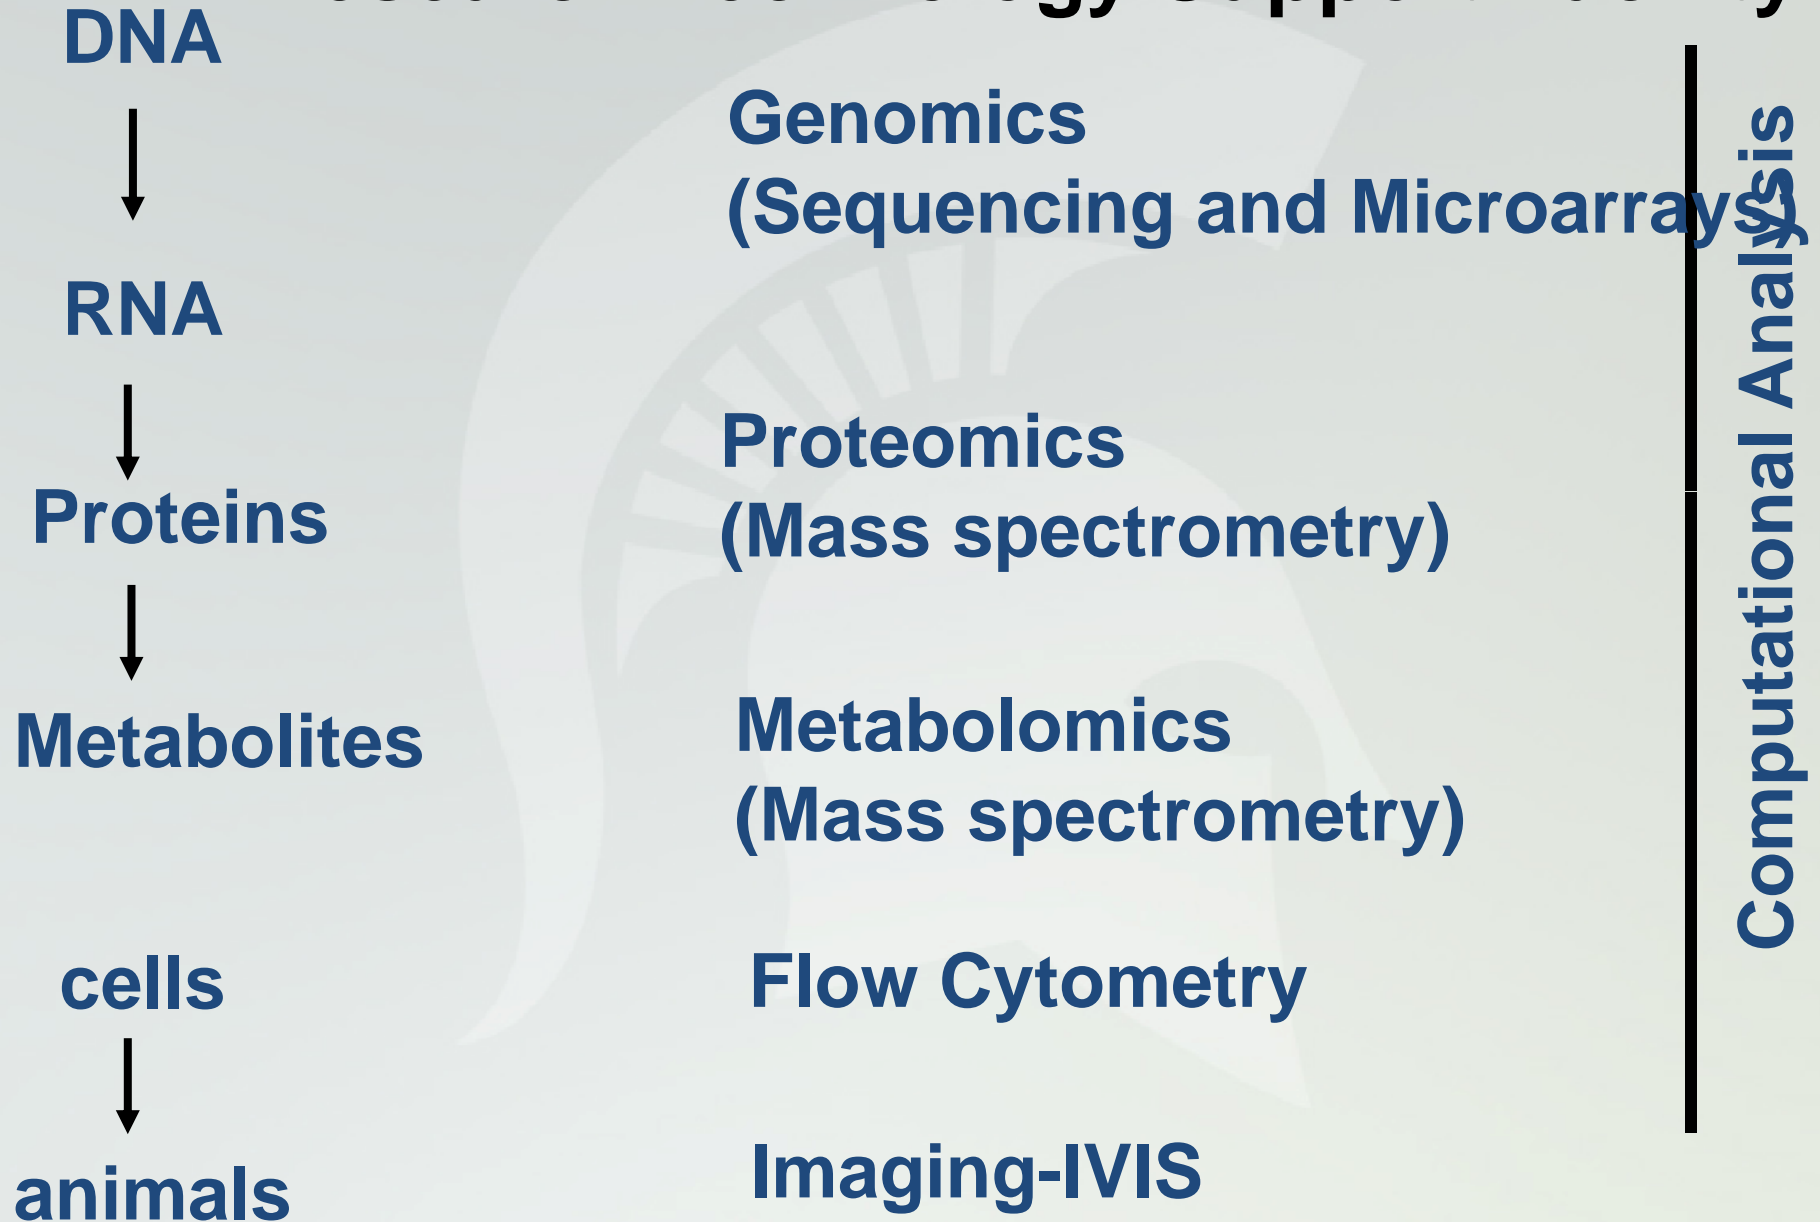 DNA
Genomics
(Sequencing and Microarrays)
RNA
Proteomics
(Mass spectrometry)
Proteins
Metabolomics
(Mass spectrometry)
Metabolites
cells
Flow Cytometry
animals
Imaging-IVIS
Computational Analysis